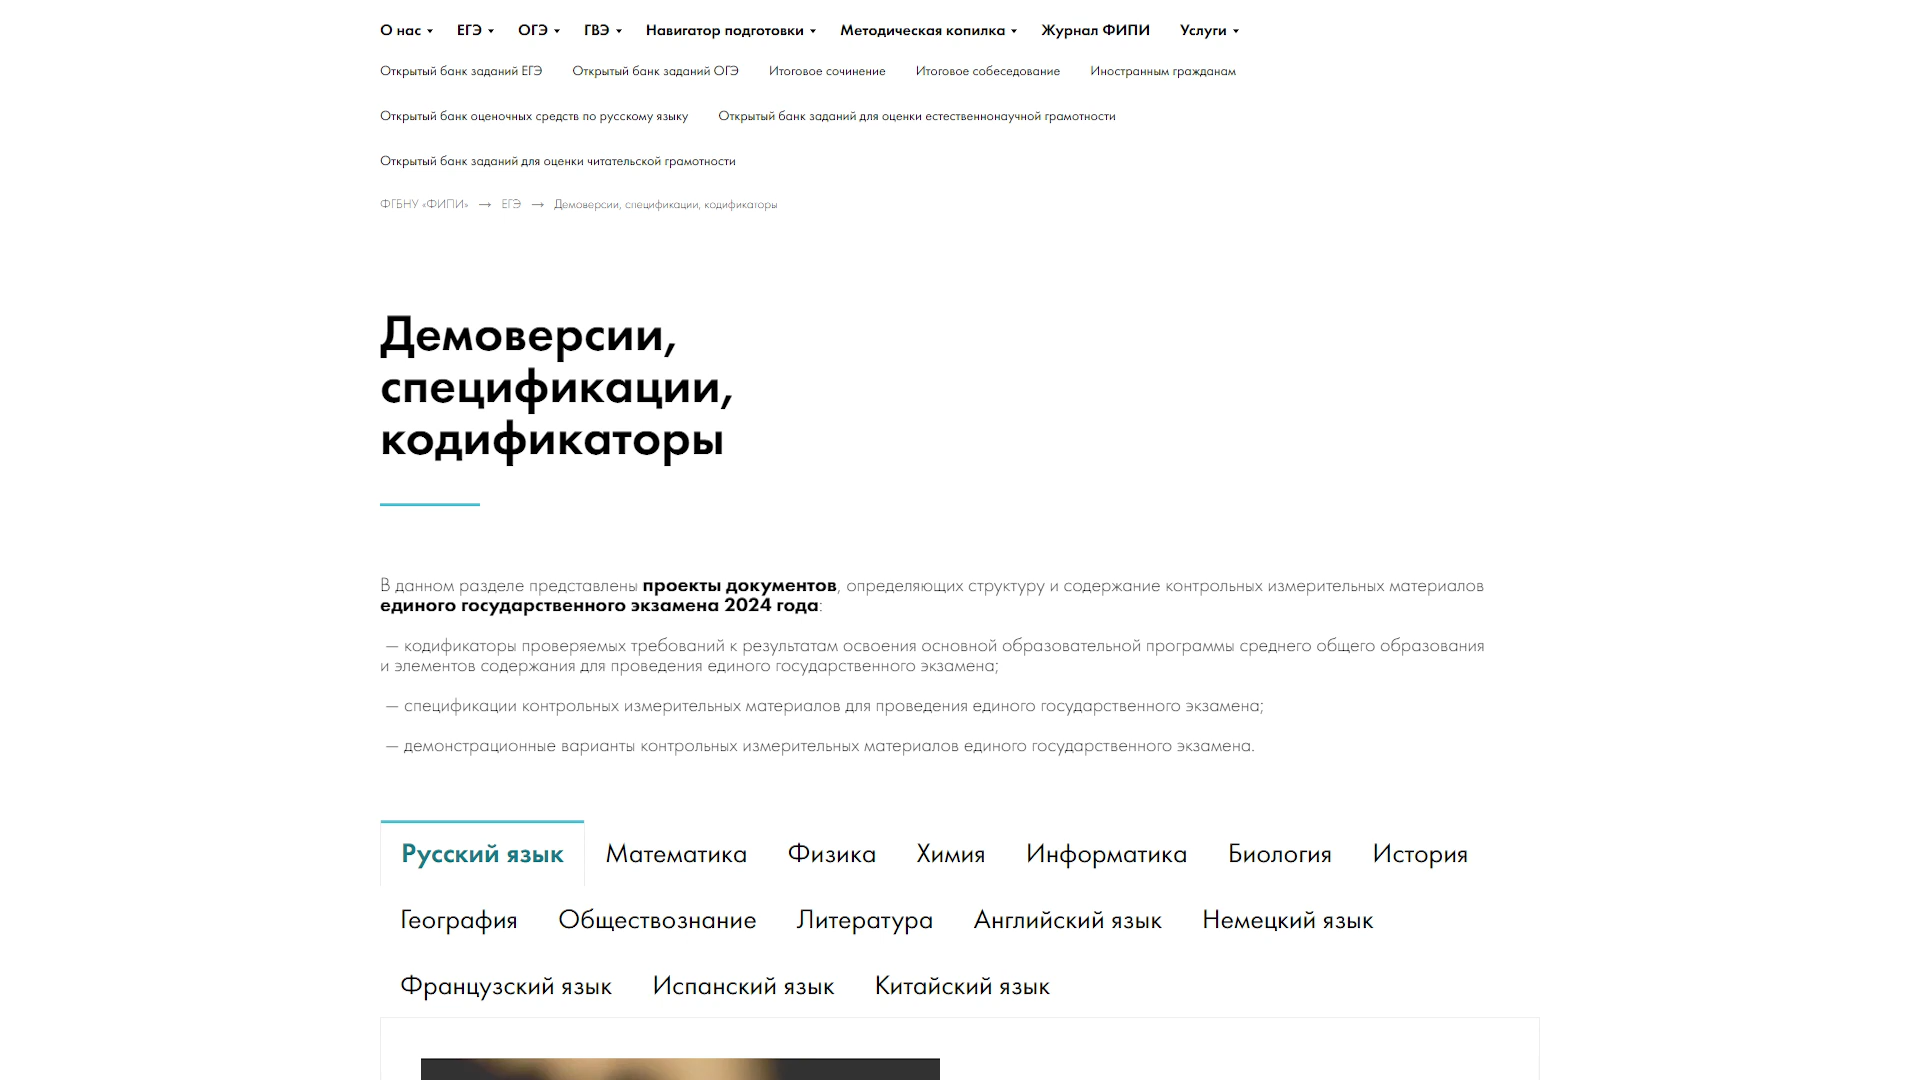 О нас ЕГЭ ОГЭ ГВЭ Навигатор подготовки Методическая копилка Журнал ФИПИ Услуги
Открытый банк заданий ЕГЭ Открытый банк заданий ОГЭ Итоговое сочинение Итоговое собеседование Иностранным гражданам
Открытый банк оценочных средств по русскому языку Открытый банк заданий для оценки естественнонаучной грамотности
Открытый банк заданий для оценки читательской грамотности
ФГБНУ «ФИПИ» → ЕГЭ → Демоверсии, спецификации, кодификаторы
Демоверсии,
спецификации,
кодификаторы
В данном разделе представлены проекты документов, определяющих структуру и содержание контрольных измерительных материалов
единого государственного экзамена 2024 года:
— кодификаторы проверяемых требований к результатам освоения основной образовательной программы среднего общего образования
и элементов содержания для проведения единого государственного экзамена;
— спецификации контрольных измерительных материалов для проведения единого государственного экзамена;
— демонстрационные варианты контрольных измерительных материалов единого государственного экзамена.
Русский язык Математика Физика Химия Информатика Биология История
География Обществознание Литература Английский язык Немецкий язык
Французский язык Испанский язык Китайский язык